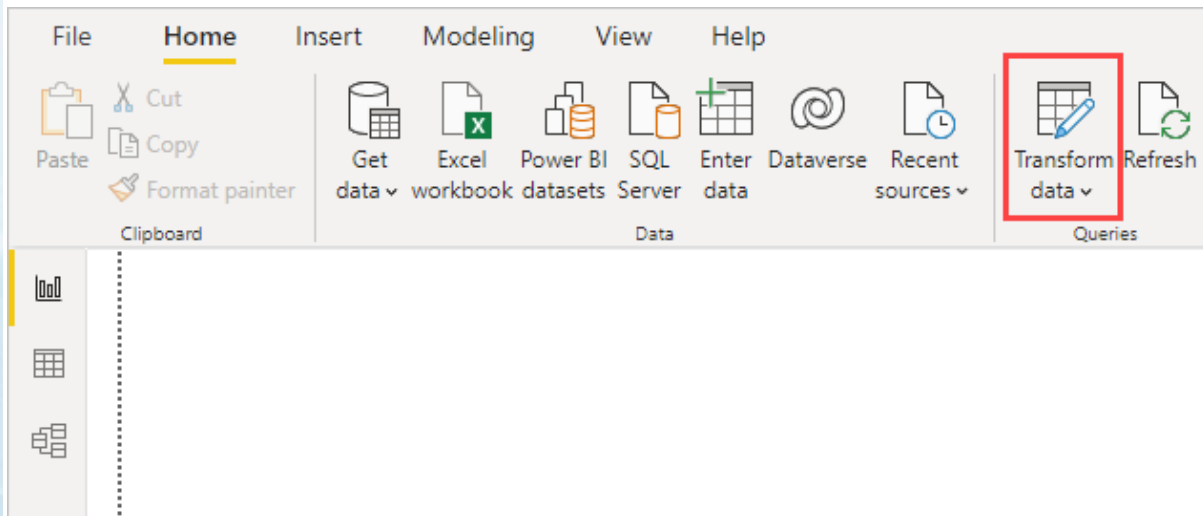 File Home Insert Modeling View Help
Paste
Cut
Copy
Format painter
Clipboard
Get
data
Excel
workbook
Power BI
datasets
SQL
Server
Enter
data
Dataverse
Recent
sources
Data
Transform
data
Refresh
Queries